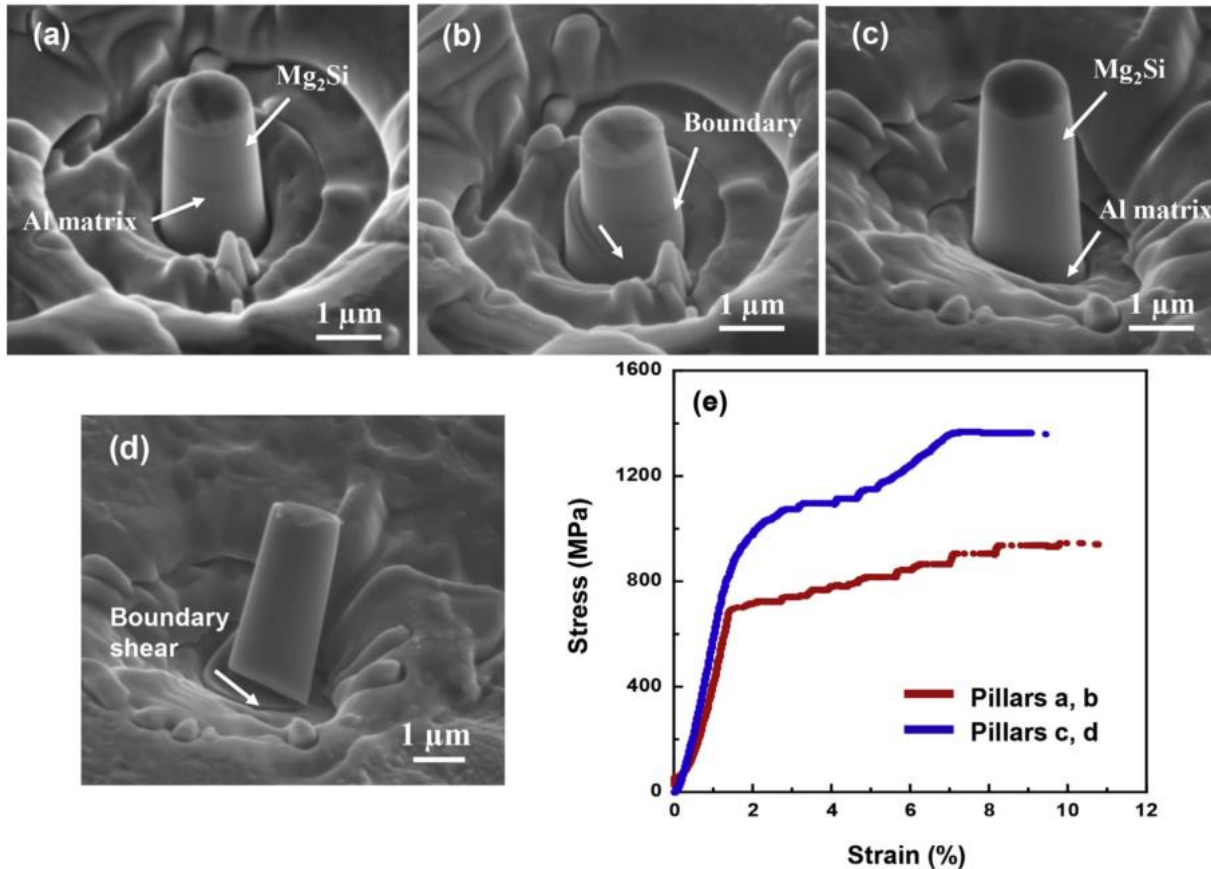 (a)
Mg₂Si
Al matrix
1 µm
(b)
Boundary
1 µm
(c)
Mg₂Si
Al matrix
1 µm
(d)
Boundary
shear
1 µm
(e)
1600
1200
800
400
0
Stress (MPa)
Pillars a, b
Pillars c, d
0 2 4 6 8 10 12
Strain (%)